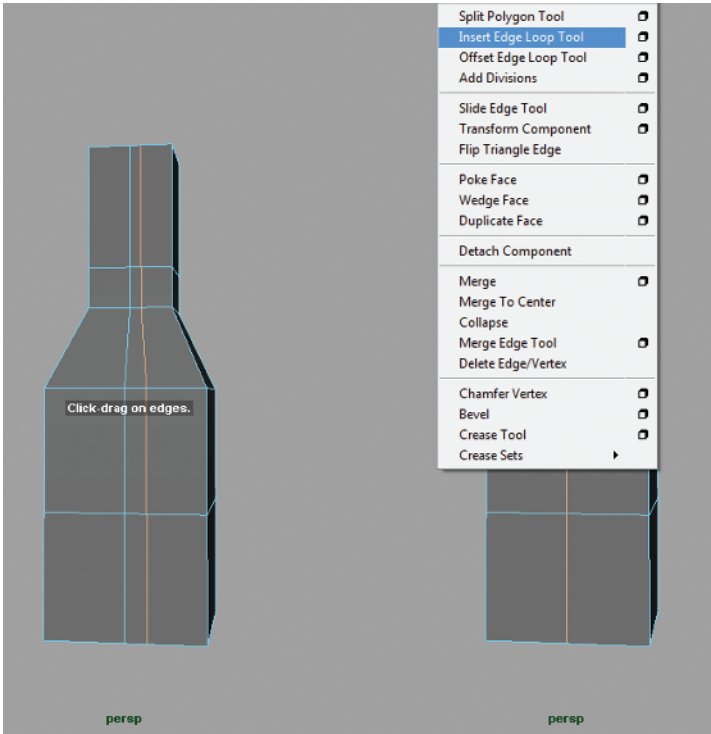 Split Polygon Tool
Insert Edge Loop Tool
Offset Edge Loop Tool
Add Divisions
Slide Edge Tool
Transform Component
Flip Triangle Edge
Poke Face
Wedge Face
Duplicate Face
Detach Component
Merge
Merge To Center
Collapse
Merge Edge Tool
Delete Edge/Vertex
Chamfer Vertex
Bevel
Crease Tool
Crease Sets
Click-drag on edges.
persp
persp